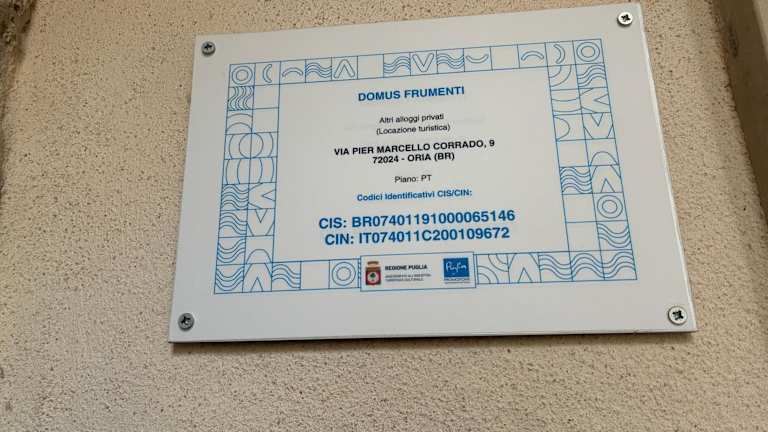 DOMUS FRUMENTI
Altri alloggi privati
(Locazione turistica)
VIA PIER MARCELLO CORRADO, 9
72024 - ORIA (BR)
Piano: PT
Codici Identificativi CIS/CIN:
CIS: BR07401191000065146
CIN: IT074011C200109672
REGIONE PUGLIA
Puglia